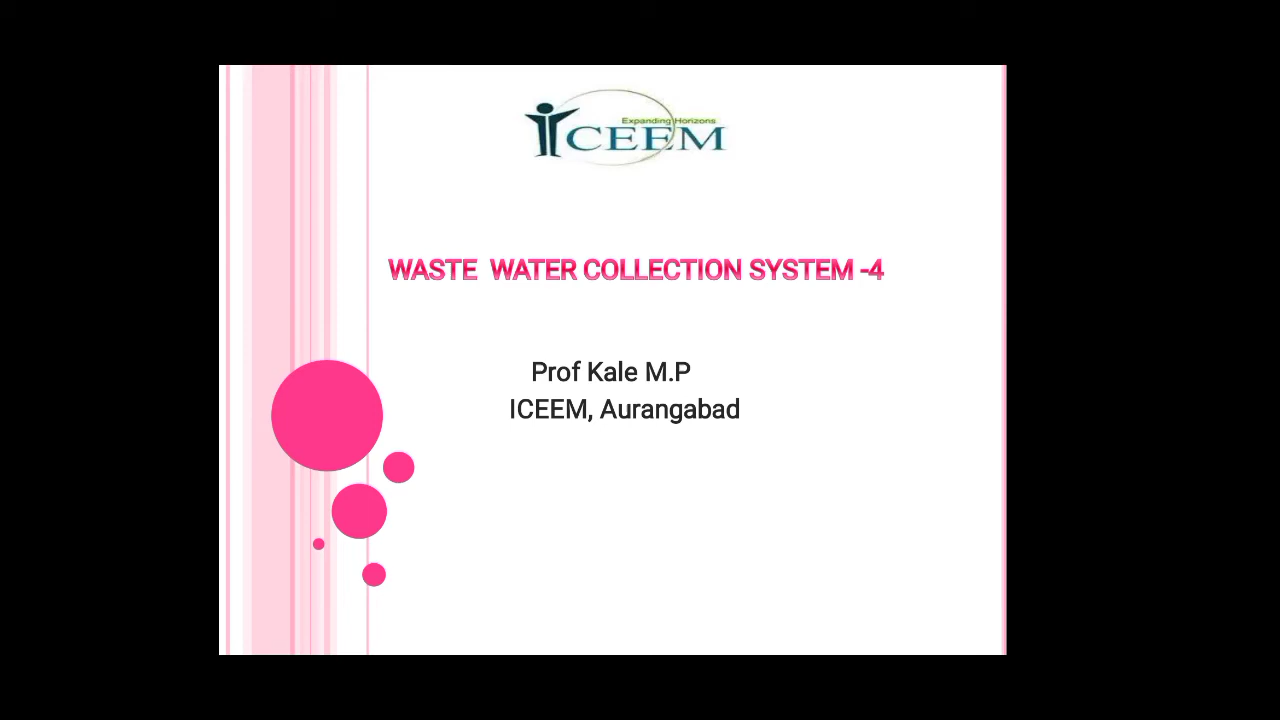 Expanding Horizons
ICEEM
WASTE WATER COLLECTION SYSTEM -4
Prof Kale M.P
ICEEM, Aurangabad